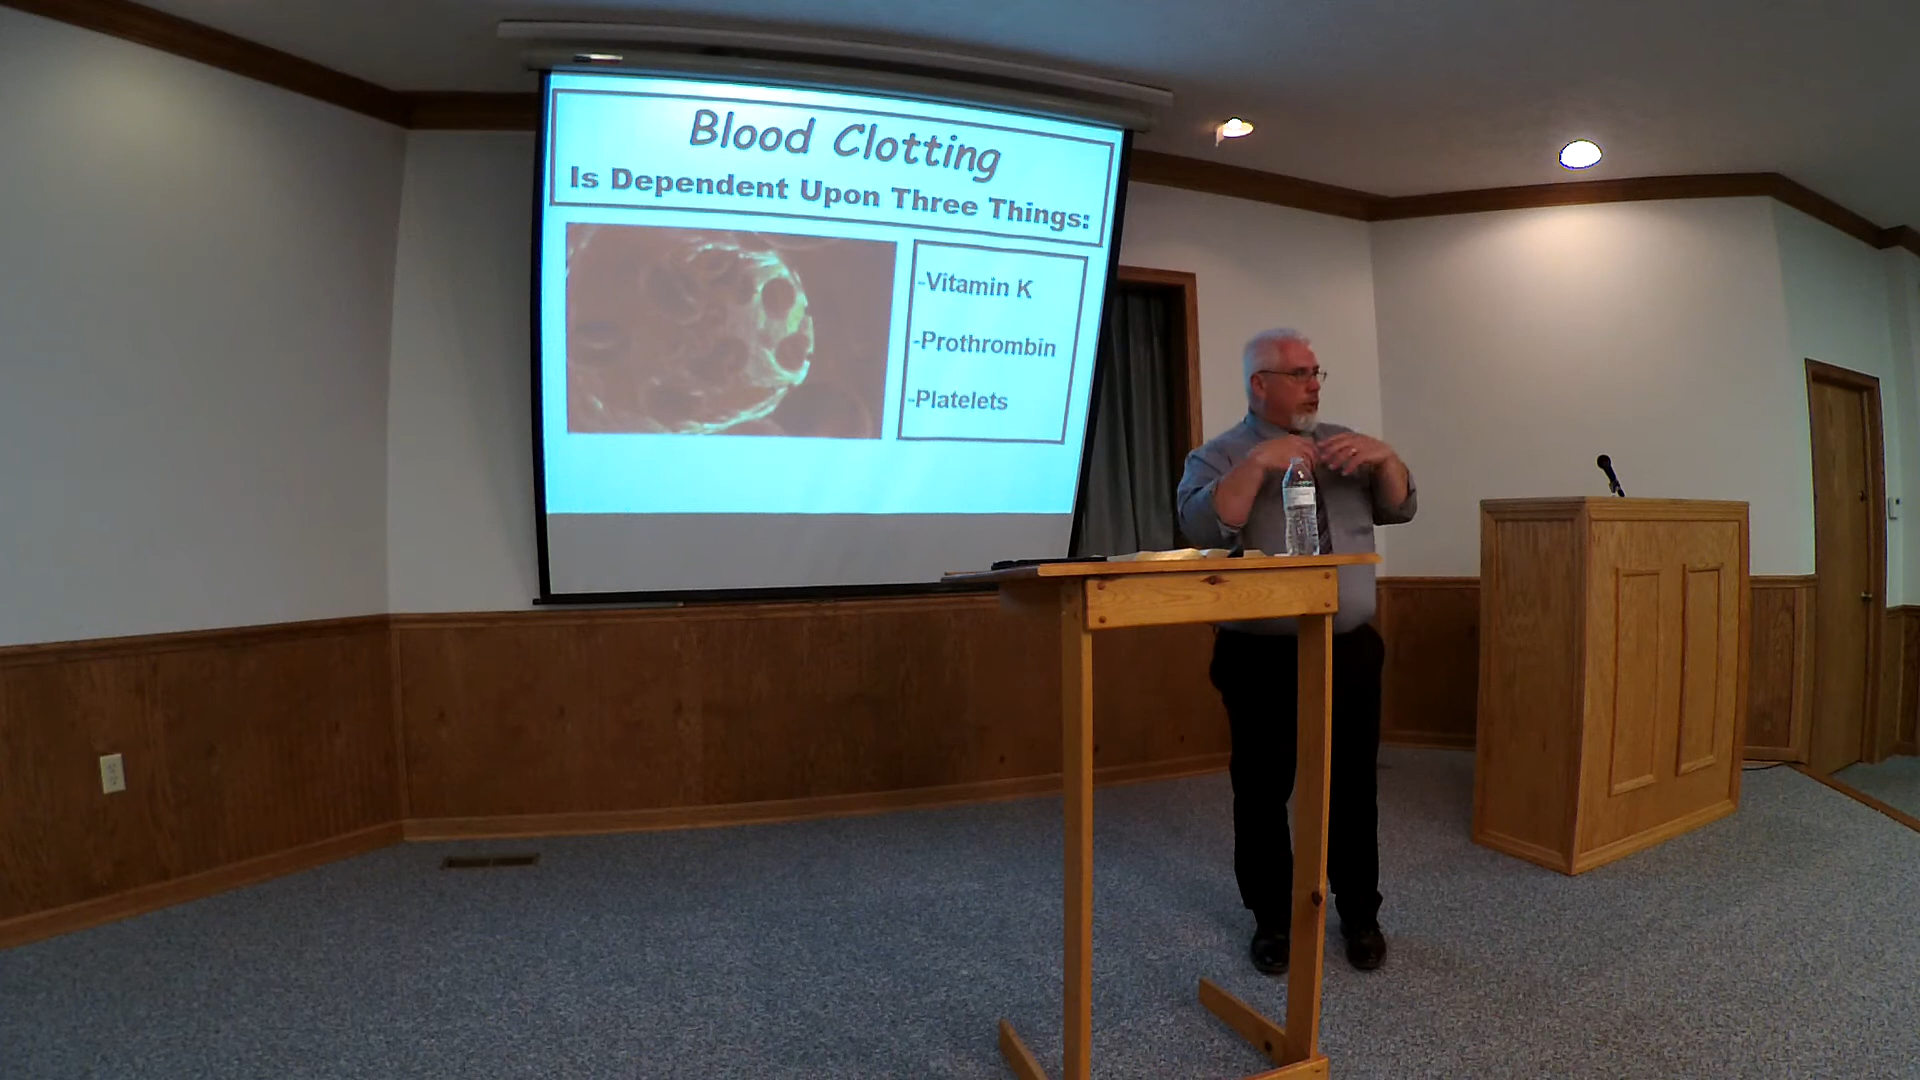 Blood Clotting
Is Dependent Upon Three Things:
-Vitamin K
-Prothrombin
-Platelets